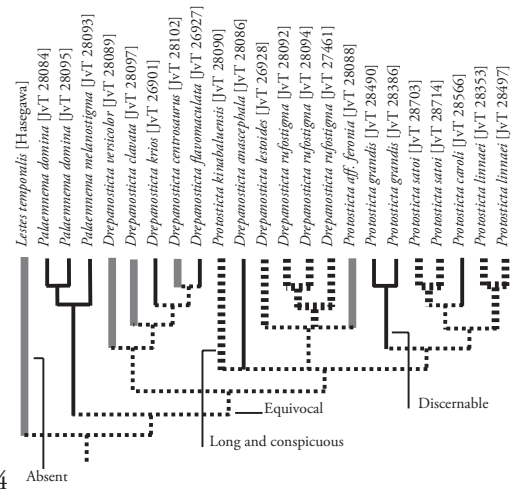 Lestes tempondis [Hasegawa]
Palaemnema domina [JvT 28084]
Palaemnema domina [JvT 28095]
Palaemnema melanostigma [JvT 28093]
Drepanosticta versicolor [JvT 28089]
Drepanosticta clavata [JvT 28097]
Drepanosticta krios [JvT 26901]
Drepanosticta centrosaurus [JvT 28102]
Drepanosticta flavomaculata [JvT 26927]
Protosticta kinabaluensis [JvT 28090]
Drepanosticta anascephala [JvT 28086]
Drepanosticta lestoides [JvT 26928]
Drepanosticta rufostigma [JvT 28092]
Drepanosticta rufostigma [JvT 28094]
Drepanosticta rufostigma [JvT 27461]
Protosticta aff. feronia [JvT 28088]
Protosticta grandis [JvT 28490]
Protosticta grandis [JvT 28386]
Protosticta satoi [JvT 28703]
Protosticta satoi [JvT 28714]
Protosticta caroli [JvT 28566]
Protosticta linnaei [JvT 28353]
Protosticta linnaei [JvT 28497]
Equivocal
Discernable
Long and conspicuous
4
Absent